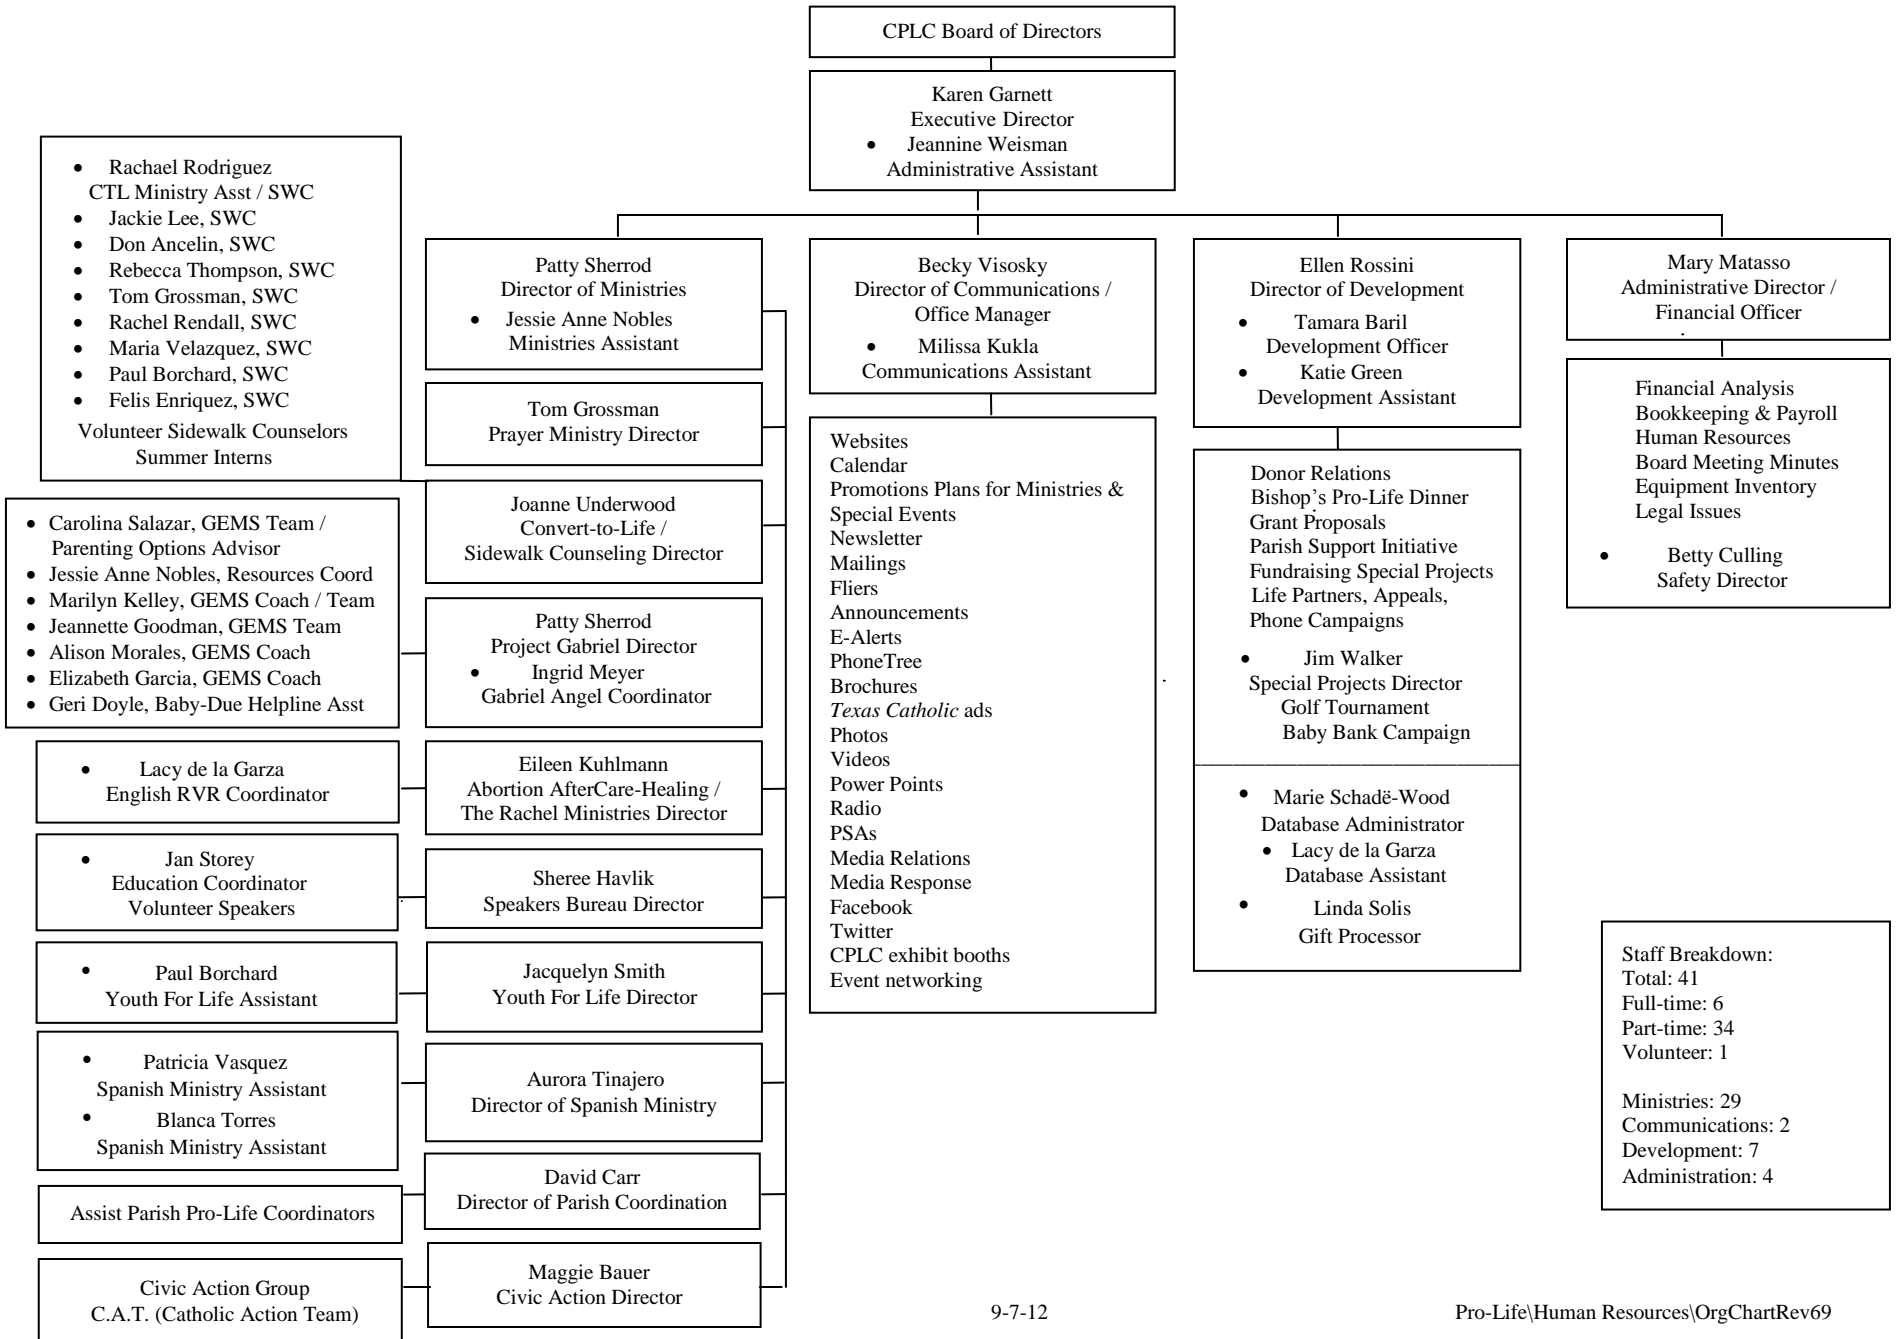 CPLC Board of Directors
Karen Garnett
Executive Director
• Jeannine Weisman
Administrative Assistant
• Rachael Rodriguez
CTL Ministry Asst / SWC
• Jackie Lee, SWC
• Don Ancelin, SWC
• Rebecca Thompson, SWC
• Tom Grossman, SWC
• Rachel Rendall, SWC
• Maria Velazquez, SWC
• Paul Borchard, SWC
• Felis Enriquez, SWC
Volunteer Sidewalk Counselors
Summer Interns
• Carolina Salazar, GEMS Team /
Parenting Options Advisor
• Jessie Anne Nobles, Resources Coord
• Marilyn Kelley, GEMS Coach / Team
• Jeannette Goodman, GEMS Team
• Alison Morales, GEMS Coach
• Elizabeth Garcia, GEMS Coach
• Geri Doyle, Baby-Due Helpline Asst
• Lacy de la Garza
English RVR Coordinator
• Jan Storey
Education Coordinator
Volunteer Speakers
• Paul Borchard
Youth For Life Assistant
• Patricia Vasquez
Spanish Ministry Assistant
• Blanca Torres
Spanish Ministry Assistant
Assist Parish Pro-Life Coordinators
Civic Action Group
C.A.T. (Catholic Action Team)
Patty Sherrod
Director of Ministries
• Jessie Anne Nobles
Ministries Assistant
Tom Grossman
Prayer Ministry Director
Joanne Underwood
Convert-to-Life /
Sidewalk Counseling Director
Patty Sherrod
Project Gabriel Director
• Ingrid Meyer
Gabriel Angel Coordinator
Eileen Kuhlmann
Abortion AfterCare-Healing /
The Rachel Ministries Director
Sheree Havlik
Speakers Bureau Director
Jacquelyn Smith
Youth For Life Director
Aurora Tinajero
Director of Spanish Ministry
David Carr
Director of Parish Coordination
Maggie Bauer
Civic Action Director
Becky Visosky
Director of Communications /
Office Manager
• Milissa Kukla
Communications Assistant
Websites
Calendar
Promotions Plans for Ministries &
Special Events
Newsletter
Mailings
Fliers
Announcements
E-Alerts
PhoneTree
Brochures
Texas Catholic ads
Photos
Videos
Power Points
Radio
PSAs
Media Relations
Media Response
Facebook
Twitter
CPLC exhibit booths
Event networking
Ellen Rossini
Director of Development
• Tamara Baril
Development Officer
• Katie Green
Development Assistant
Donor Relations
Bishop's Pro-Life Dinner
Grant Proposals
Parish Support Initiative
Fundraising Special Projects
Life Partners, Appeals,
Phone Campaigns
• Jim Walker
Special Projects Director
Golf Tournament
Baby Bank Campaign
• Marie Schadë-Wood
Database Administrator
• Lacy de la Garza
Database Assistant
• Linda Solis
Gift Processor
Mary Matasso
Administrative Director /
Financial Officer
Financial Analysis
Bookkeeping & Payroll
Human Resources
Board Meeting Minutes
Equipment Inventory
Legal Issues
• Betty Culling
Safety Director
Staff Breakdown:
Total: 41
Full-time: 6
Part-time: 34
Volunteer: 1
Ministries: 29
Communications: 2
Development: 7
Administration: 4
9-7-12
Pro-Life\Human Resources\OrgChartRev69